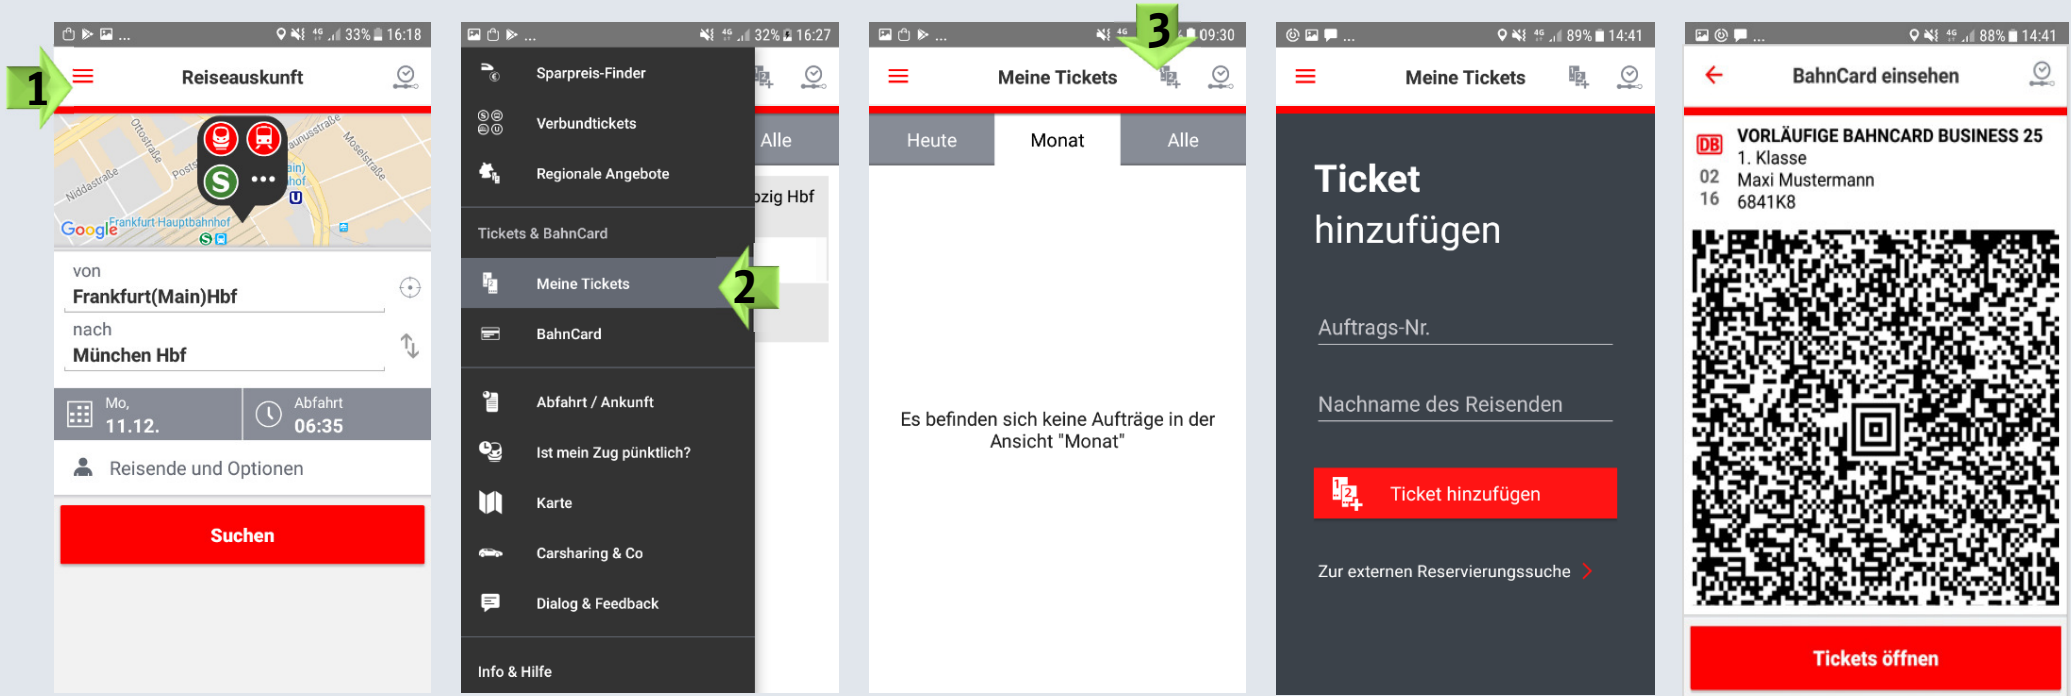 1
... 33% 16:18
Reiseauskunft
Ottostraße
Moselstraße
Niddastraße
S
...
U
Google
Frankfurt Hauptbahnhof
S
von
Frankfurt(Main)Hbf
nach
München Hbf
Mo,
11.12.
Abfahrt
06:35
Reisende und Optionen
Suchen
... 4G 32% 16:27
Sparpreis-Finder
Verbundtickets
Regionale Angebote
Tickets & BahnCard
Meine Tickets
2
BahnCard
Abfahrt / Ankunft
Ist mein Zug pünktlich?
Karte
Carsharing & Co
Dialog & Feedback
Info & Hilfe
Alle
pzig Hbf
3
... 4G % 09:30
Meine Tickets
Heute Monat Alle
Es befinden sich keine Aufträge in der
Ansicht "Monat"
... 4G 89% 14:41
Meine Tickets
Ticket
hinzufügen
Auftrags-Nr.
Nachname des Reisenden
Ticket hinzufügen
Zur externen Reservierungssuche
... 4G 88% 14:41
BahnCard einsehen
DB VORLÄUFIGE BAHNCARD BUSINESS 25
1. Klasse
02 Maxi Mustermann
16 6841K8
Tickets öffnen